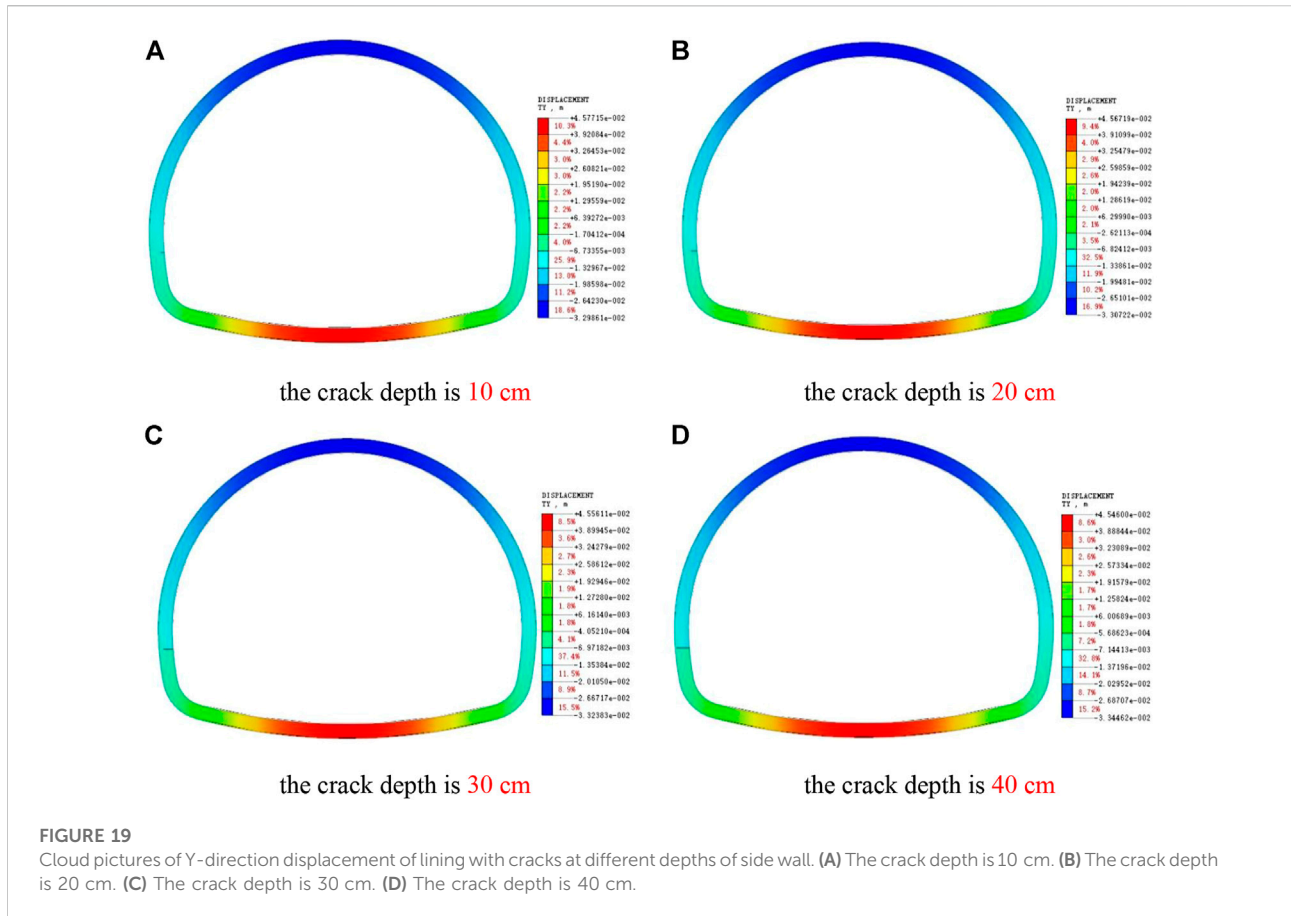 A
DISPLACEMENT
TY , m
+4.57715e-002
10.3%
+3.92084e-002
4.4%
+3.26453e-002
3.0%
+2.60821e-002
3.0%
+1.95190e-002
2.2%
+1.29559e-002
2.2%
+6.39272e-003
2.2%
-1.70412e-004
4.0%
-6.73355e-003
25.9%
-1.32967e-002
13.0%
-1.98598e-002
11.2%
-2.64230e-002
18.6%
-3.29861e-002
the crack depth is 10 cm
B
DISPLACEMENT
TY , m
+4.56719e-002
9.4%
+3.91099e-002
4.0%
+3.25479e-002
2.9%
+2.59859e-002
2.6%
+1.94239e-002
2.0%
+1.28619e-002
2.0%
+6.29990e-003
2.1%
-2.62113e-004
3.5%
-6.82412e-003
32.5%
-1.33861e-002
11.9%
-1.99481e-002
10.2%
-2.65101e-002
16.9%
-3.30722e-002
the crack depth is 20 cm
C
DISPLACEMENT
TY , m
+4.55611e-002
8.5%
+3.89945e-002
3.6%
+3.24279e-002
2.7%
+2.58612e-002
2.3%
+1.92946e-002
1.9%
+1.27280e-002
1.8%
+6.16140e-003
1.8%
-4.05210e-004
4.1%
-6.97182e-003
37.4%
-1.35384e-002
11.5%
-2.01050e-002
8.9%
-2.66717e-002
15.5%
-3.32383e-002
the crack depth is 30 cm
D
DISPLACEMENT
TY , m
+4.54600e-002
8.6%
+3.88844e-002
3.0%
+3.23089e-002
2.6%
+2.57334e-002
2.3%
+1.91579e-002
1.7%
+1.25824e-002
1.7%
+6.00689e-003
1.8%
-5.68623e-004
7.2%
-7.14413e-003
32.8%
-1.37196e-002
14.1%
-2.02952e-002
8.7%
-2.68707e-002
15.2%
-3.34462e-002
the crack depth is 40 cm
FIGURE 19
Cloud pictures of Y-direction displacement of lining with cracks at different depths of side wall. (A) The crack depth is 10 cm. (B) The crack depth
is 20 cm. (C) The crack depth is 30 cm. (D) The crack depth is 40 cm.